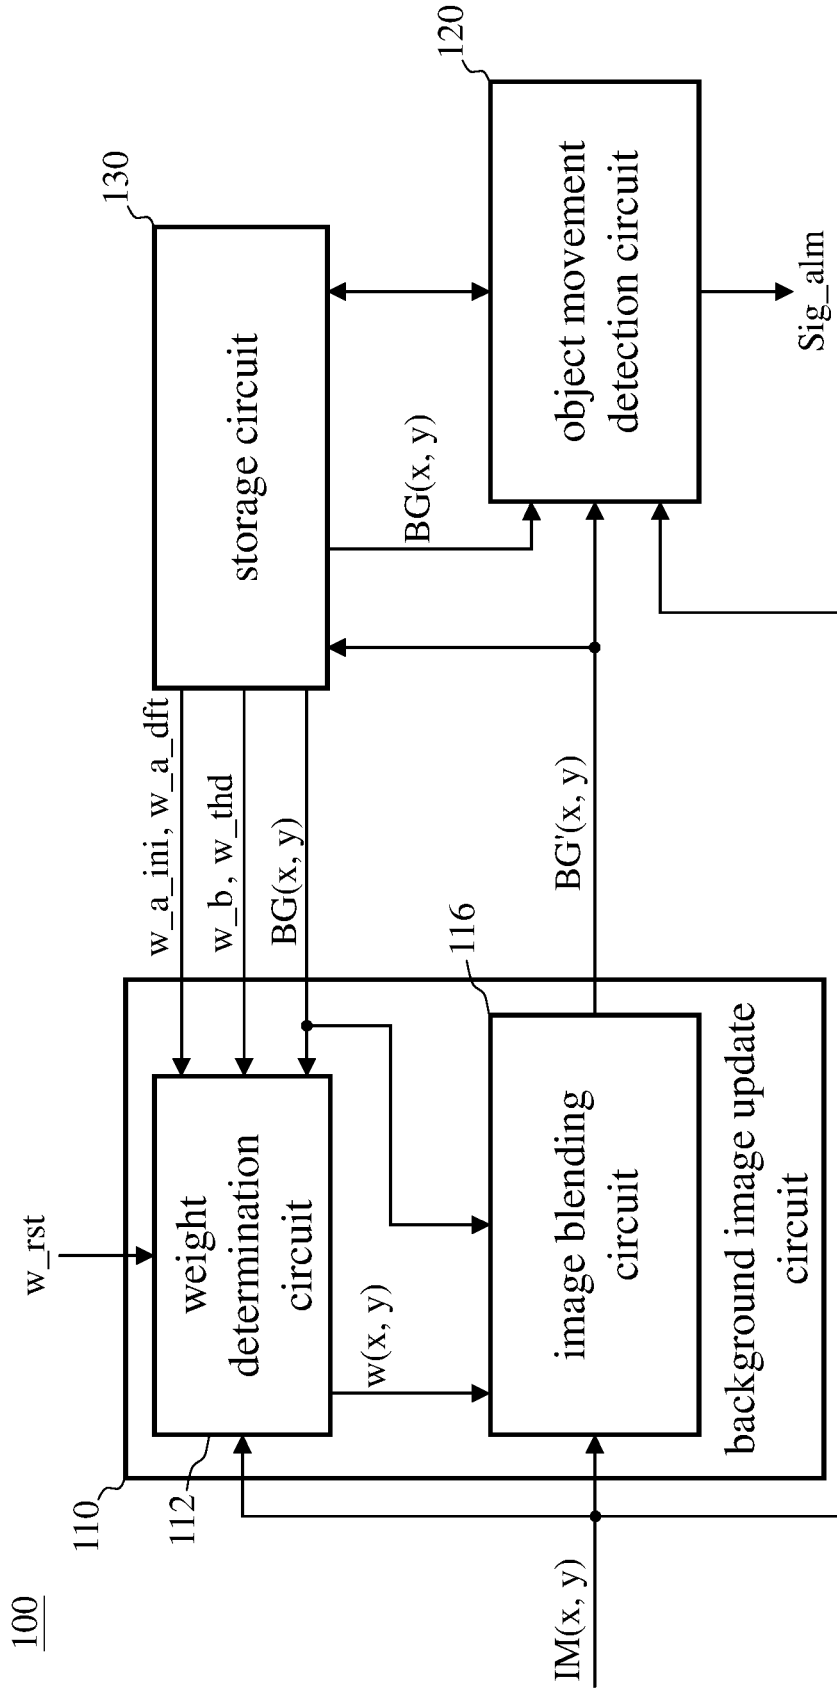 100
110
w_rst
112
weight
determination
circuit
w_a_ini, w_a_dft
w_b, w_thd
BG(x, y)
130
storage circuit
w(x, y)
BG(x, y)
120
116
IM(x, y)
image blending
circuit
BG'(x, y)
object movement
detection circuit
background image update
circuit
Sig_alm